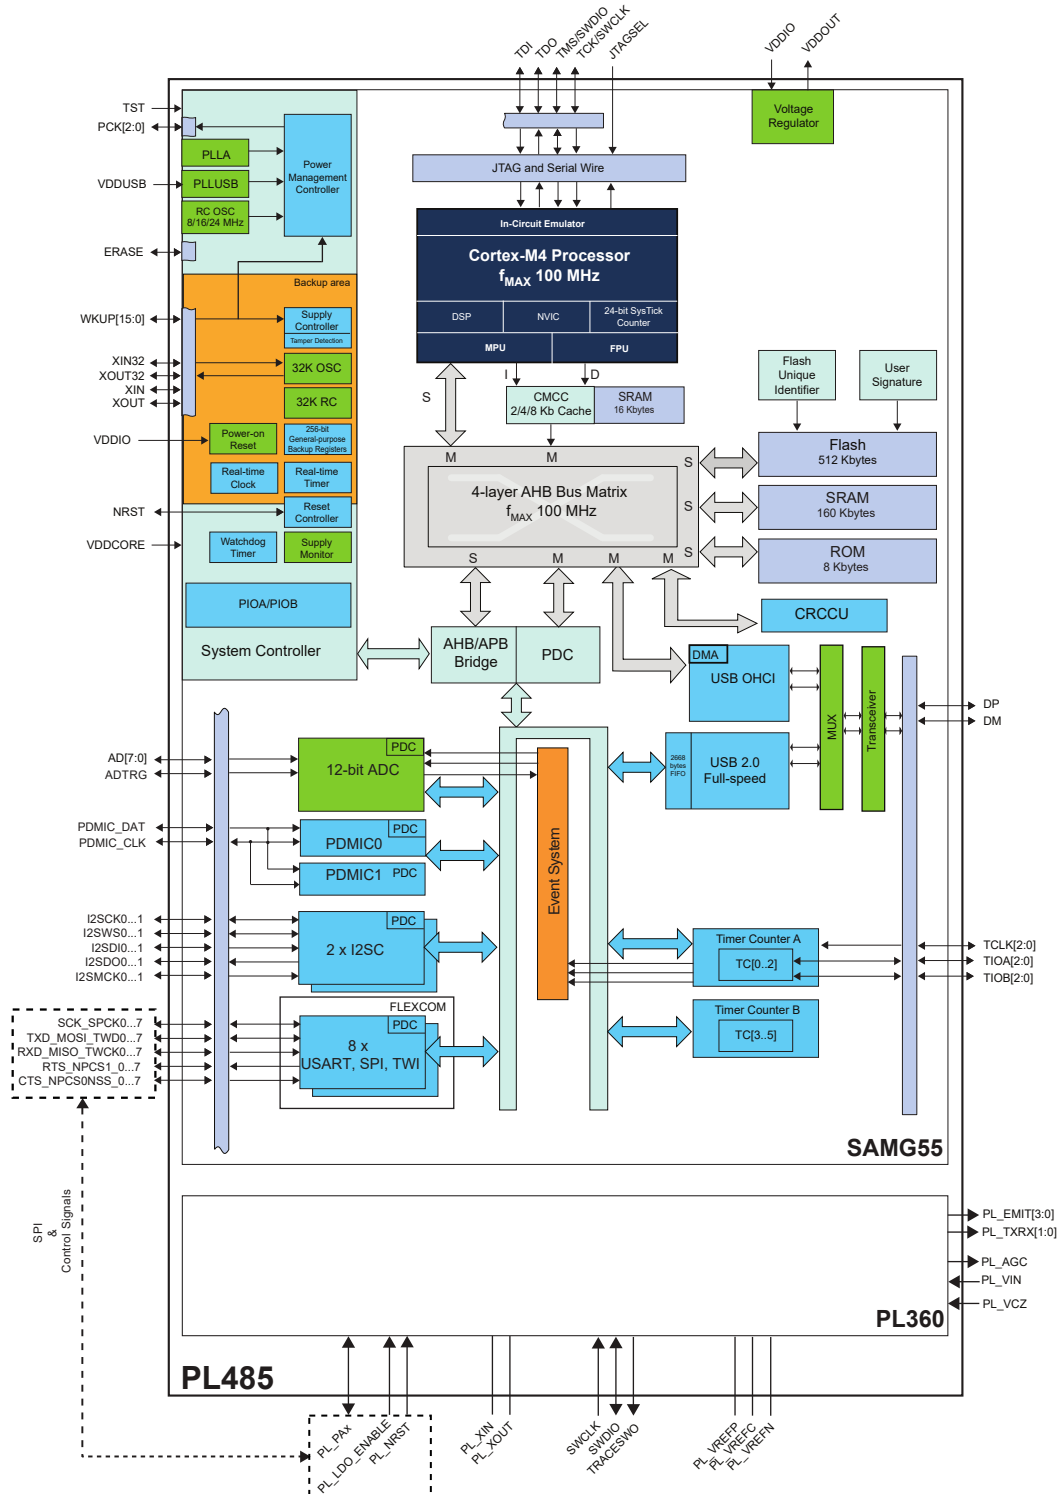 TDI
TDO
TMS/SWDIO
TCK/SWCLK
JTAGSEL
VDDIO
VDDOUT
TST
PCK[2:0]
VDDUSB
ERASE
WKUP[15:0]
XIN32
XOUT32
XIN
XOUT
VDDIO
NRST
VDDCORE
PLLA
PLLUSB
RC OSC
8/16/24 MHz
Power
Management
Controller
Backup area
Supply
Controller
Tamper Detection
32K OSC
32K RC
Power-on
Reset
256-bit
General-purpose
Backup Registers
Real-time
Clock
Real-time
Timer
Reset
Controller
Watchdog
Timer
Supply
Monitor
PIOA/PIOB
System Controller
Voltage
Regulator
JTAG and Serial Wire
In-Circuit Emulator
Cortex-M4 Processor
fMAX 100 MHz
DSP
NVIC
24-bit SysTick
Counter
MPU
FPU
S
I
D
CMCC
2/4/8 Kb Cache
SRAM
16 Kbytes
Flash
Unique
Identifier
User
Signature
M
M
S
Flash
512 Kbytes
4-layer AHB Bus Matrix
fMAX 100 MHz
S
SRAM
160 Kbytes
S
ROM
8 Kbytes
S
M
M
M
CRCCU
AHB/APB
Bridge
PDC
DMA
USB OHCI
MUX
Transceiver
DP
DM
2668
bytes
FIFO
USB 2.0
Full-speed
AD[7:0]
ADTRG
PDC
12-bit ADC
PDMIC_DAT
PDMIC_CLK
PDC
PDMIC0
PDMIC1
PDC
Event System
I2SCK0...1
I2SWS0...1
I2SDI0...1
I2SDO0...1
I2SMCK0...1
PDC
2 x I2SC
Timer Counter A
TC[0..2]
TCLK[2:0]
TIOA[2:0]
TIOB[2:0]
FLEXCOM
PDC
8 x
USART, SPI, TWI
Timer Counter B
TC[3..5]
SCK_SPCK0...7
TXD_MOSI_TWD0...7
RXD_MISO_TWCK0...7
RTS_NPCS1_0...7
CTS_NPCS0NSS_0...7
SAMG55
SPI
&
Control Signals
PL_EMIT[3:0]
PL_TXRX[1:0]
PL_AGC
PL_VIN
PL_VCZ
PL360
PL485
PL_PAx
PL_LDO_ENABLE
PL_NRST
PL_XIN
PL_XOUT
SWCLK
SWDIO
TRACESWO
PL_VREFP
PL_VREFC
PL_VREFN